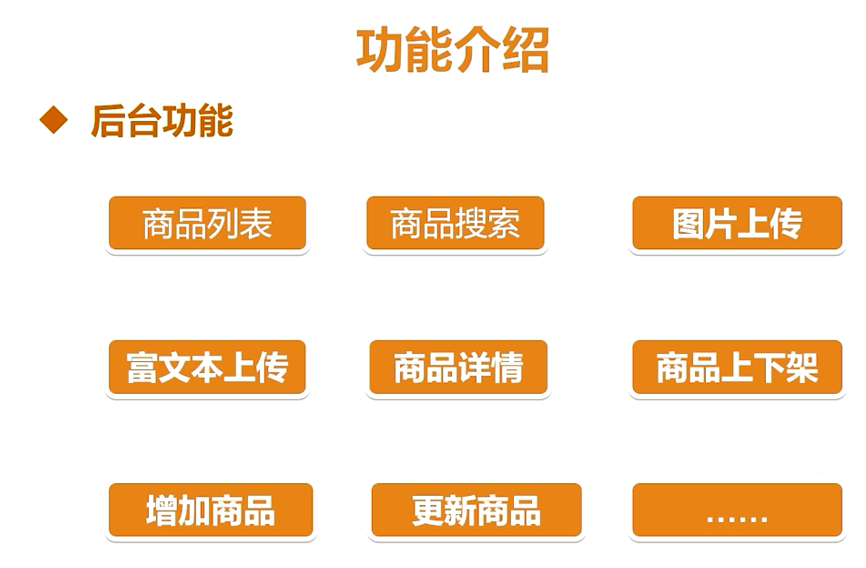 功能介绍
后台功能
商品列表
商品搜索
图片上传
富文本上传
商品详情
商品上下架
增加商品
更新商品
……